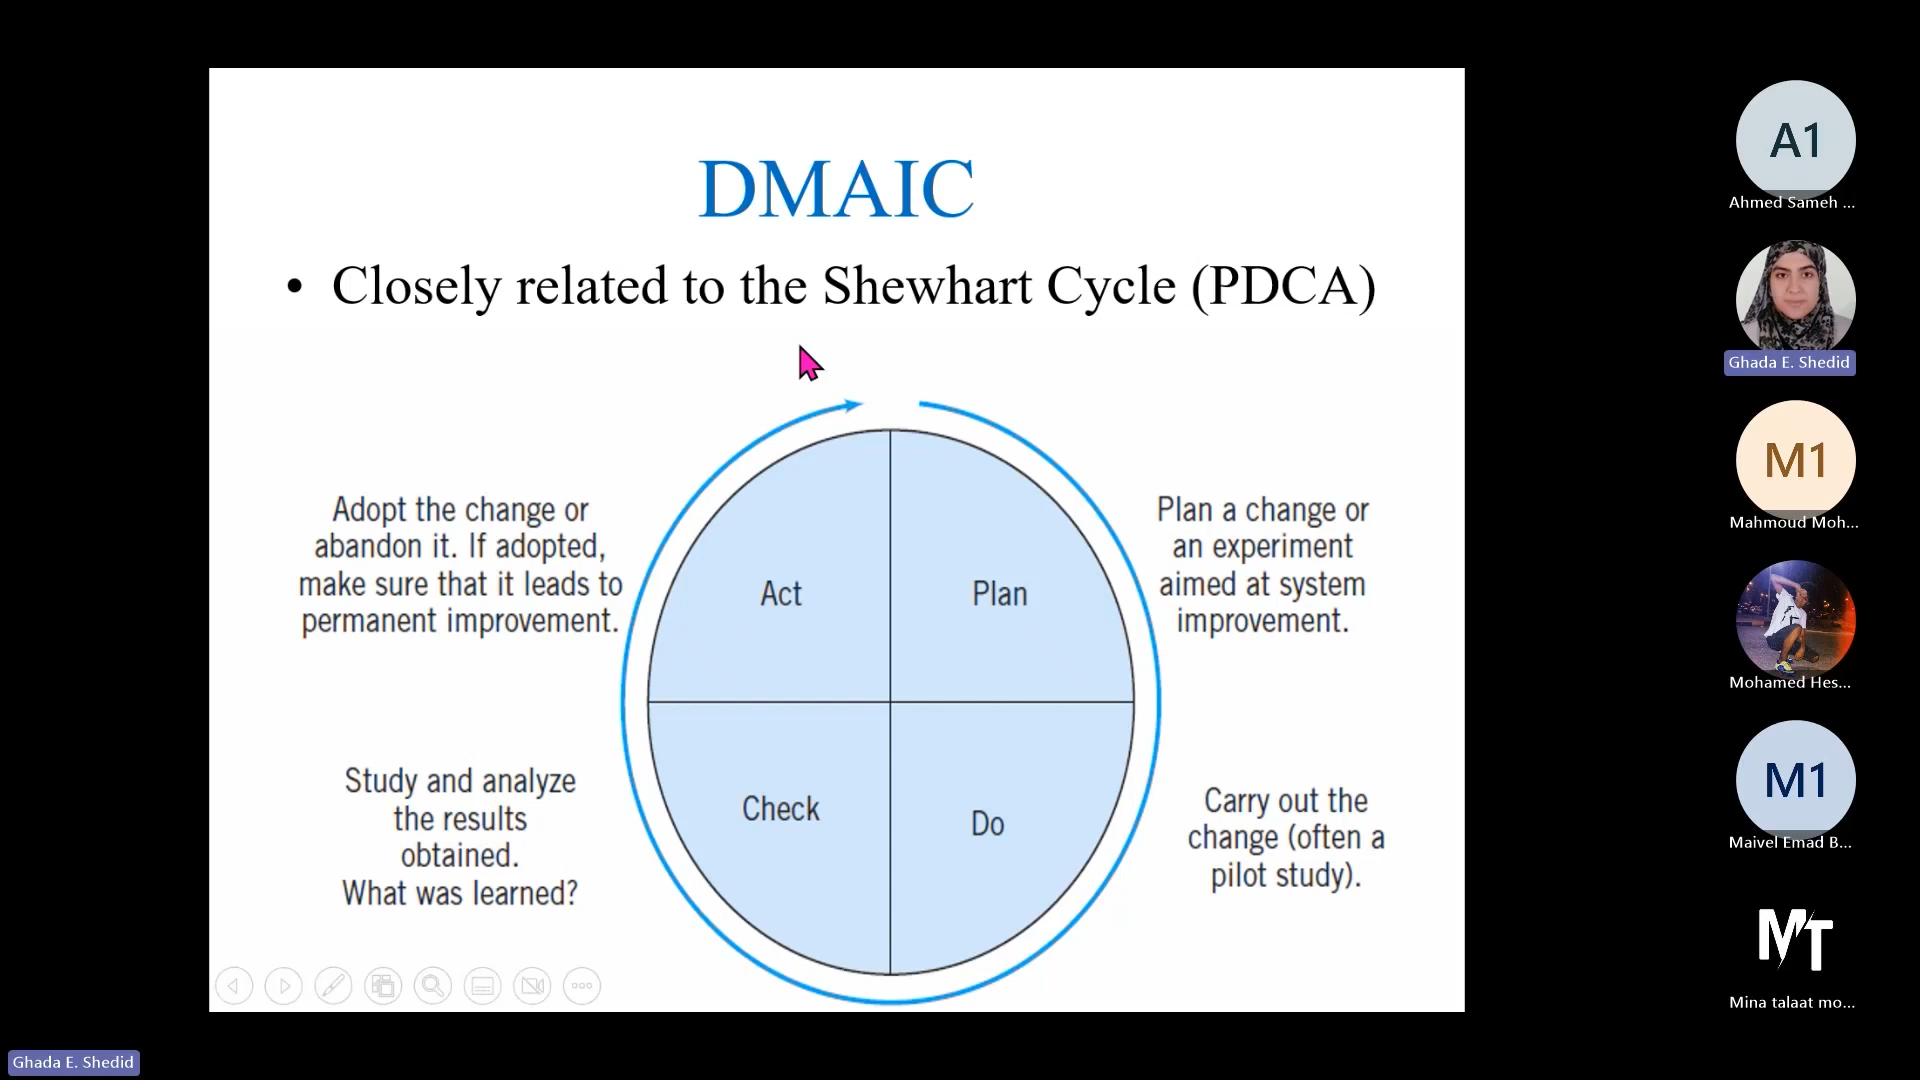 DMAIC
• Closely related to the Shewhart Cycle (PDCA)
Adopt the change or
abandon it. If adopted,
make sure that it leads to
permanent improvement.
Act
Plan
Plan a change or
an experiment
aimed at system
improvement.
Study and analyze
the results
obtained.
What was learned?
Check
Do
Carry out the
change (often a
pilot study).
A1
Ahmed Sameh ...
Ghada E. Shedid
M1
Mahmoud Moh...
Mohamed Hes...
M1
Maivel Emad B...
MT
Mina talaat mo...
Ghada E. Shedid